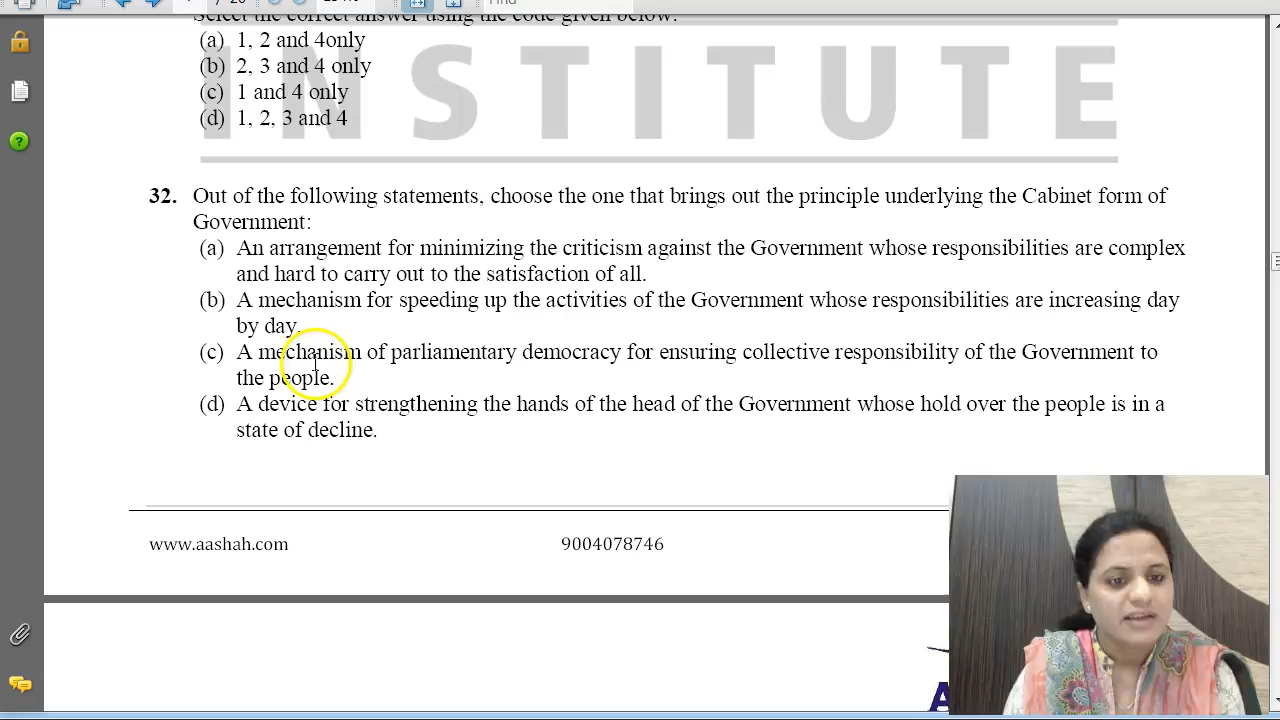 Find
Select the correct answer using the code given below:
(a) 1, 2 and 4only
(b) 2, 3 and 4 only
(c) 1 and 4 only
(d) 1, 2, 3 and 4
INSTITUTE
32. Out of the following statements, choose the one that brings out the principle underlying the Cabinet form of
Government:
(a) An arrangement for minimizing the criticism against the Government whose responsibilities are complex
and hard to carry out to the satisfaction of all.
(b) A mechanism for speeding up the activities of the Government whose responsibilities are increasing day
by day.
(c) A mechanism of parliamentary democracy for ensuring collective responsibility of the Government to
the people.
(d) A device for strengthening the hands of the head of the Government whose hold over the people is in a
state of decline.
www.aashah.com 9004078746
A